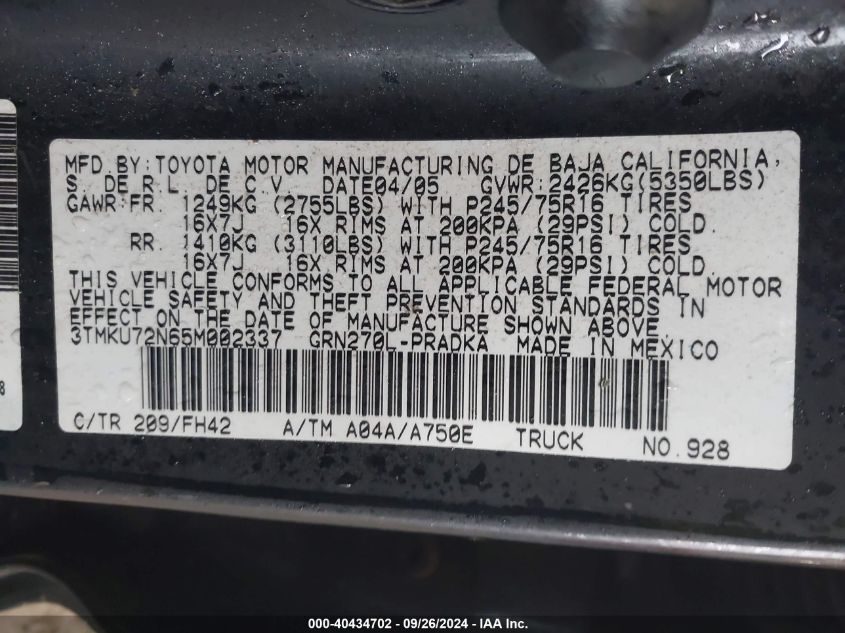 MFD.BY:TOYOTA MOTOR MANUFACTURING DE BAJA CALIFORNIA,
S. DE R.L. DE C.V. DATE04/05 GVWR:2426KG(5350LBS)
GAWR:FR. 1249KG (2755LBS) WITH P245/75R16 TIRES
16X7J 16X RIMS AT 200KPA (29PSI) COLD.
RR. 1410KG (3110LBS) WITH P245/75R16 TIRES
16X7J 16X RIMS AT 200KPA (29PSI) COLD.
THIS VEHICLE CONFORMS TO ALL APPLICABLE FEDERAL MOTOR
VEHICLE SAFETY AND THEFT PREVENTION STANDARDS IN
EFFECT ON THE DATE OF MANUFACTURE SHOWN ABOVE.
3TMKU72N65M002337 GRN270L-PRADKA MADE IN MEXICO
C/TR 209/FH42 A/TM A04A/A750E TRUCK NO.928
8
000-40434702 - 09/26/2024 - IAAI.com Copyright IAA, Inc.